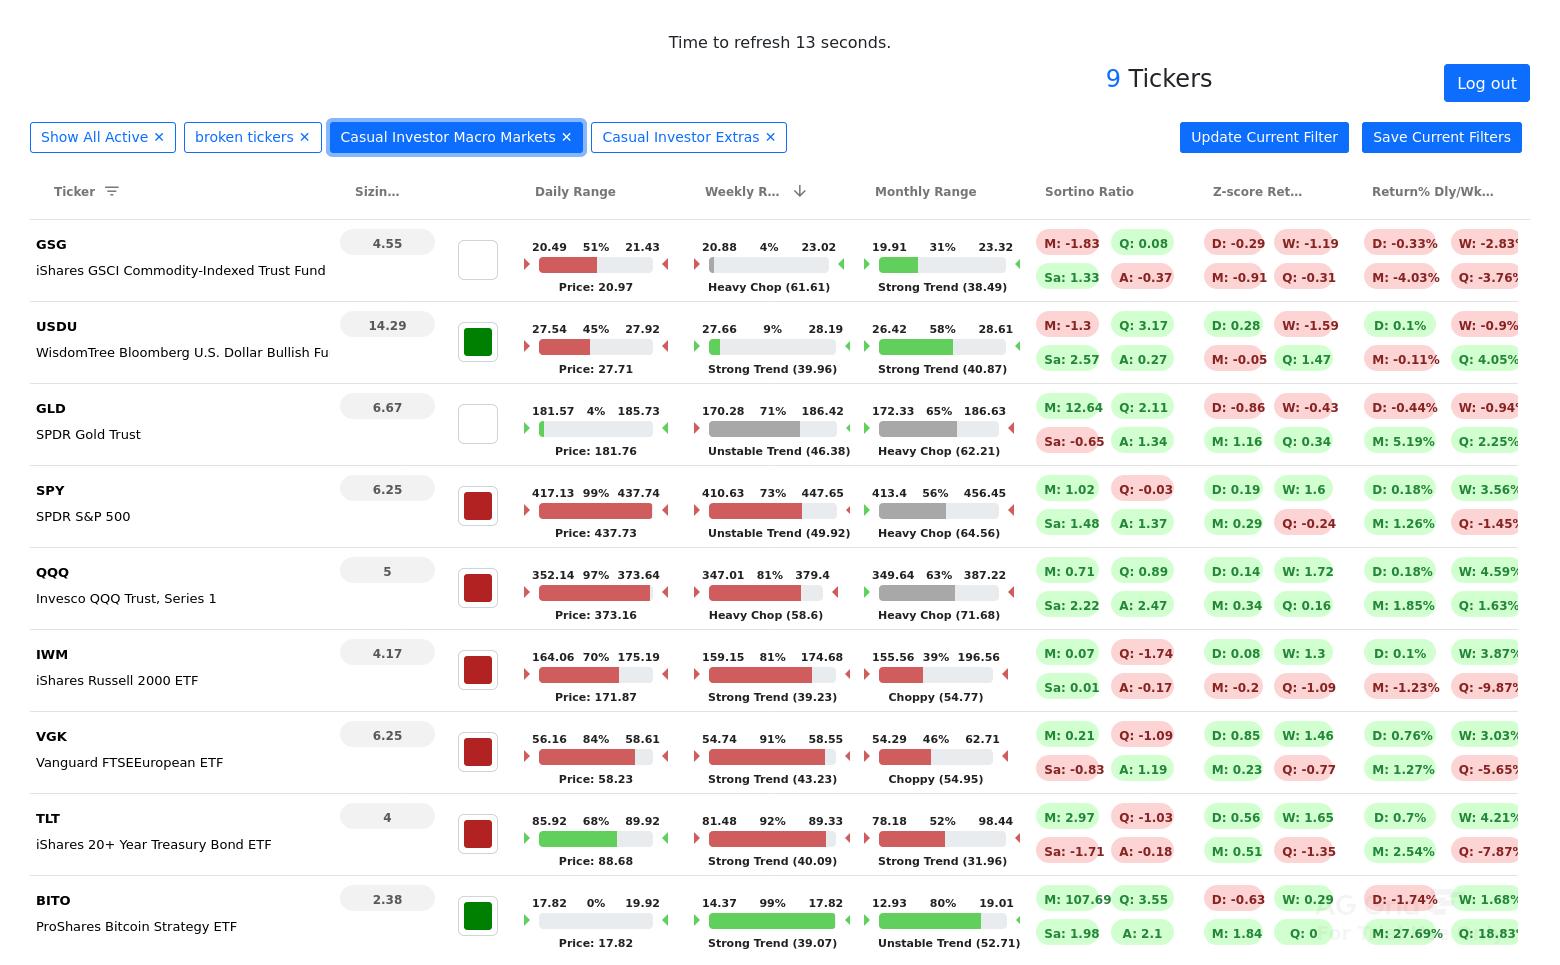 Time to refresh 13 seconds.
9 Tickers
Log out
Show All Active ✕ broken tickers ✕ Casual Investor Macro Markets ✕ Casual Investor Extras ✕ Update Current Filter Save Current Filters
Ticker Sizin... Daily Range Weekly R... Monthly Range Sortino Ratio Z-score Ret... Return% Dly/Wk...
GSG 4.55 20.49 51% 21.43 20.88 4% 23.02 19.91 31% 23.32 M: -1.83 Q: 0.08 D: -0.29 W: -1.19 D: -0.33% W: -2.83%
iShares GSCI Commodity-Indexed Trust Fund Sa: 1.33 A: -0.37 M: -0.91 Q: -0.31 M: -4.03% Q: -3.76%
Price: 20.97 Heavy Chop (61.61) Strong Trend (38.49)
USDU 14.29 27.54 45% 27.92 27.66 9% 28.19 26.42 58% 28.61 M: -1.3 Q: 3.17 D: 0.28 W: -1.59 D: 0.1% W: -0.9%
WisdomTree Bloomberg U.S. Dollar Bullish Fu Sa: 2.57 A: 0.27 M: -0.05 Q: 1.47 M: -0.11% Q: 4.05%
Price: 27.71 Strong Trend (39.96) Strong Trend (40.87)
GLD 6.67 181.57 4% 185.73 170.28 71% 186.42 172.33 65% 186.63 M: 12.64 Q: 2.11 D: -0.86 W: -0.43 D: -0.44% W: -0.94%
SPDR Gold Trust Sa: -0.65 A: 1.34 M: 1.16 Q: 0.34 M: 5.19% Q: 2.25%
Price: 181.76 Unstable Trend (46.38) Heavy Chop (62.21)
SPY 6.25 417.13 99% 437.74 410.63 73% 447.65 413.4 56% 456.45 M: 1.02 Q: -0.03 D: 0.19 W: 1.6 D: 0.18% W: 3.56%
SPDR S&P 500 Sa: 1.48 A: 1.37 M: 0.29 Q: -0.24 M: 1.26% Q: -1.45%
Price: 437.73 Unstable Trend (49.92) Heavy Chop (64.56)
QQQ 5 352.14 97% 373.64 347.01 81% 379.4 349.64 63% 387.22 M: 0.71 Q: 0.89 D: 0.14 W: 1.72 D: 0.18% W: 4.59%
Invesco QQQ Trust, Series 1 Sa: 2.22 A: 2.47 M: 0.34 Q: 0.16 M: 1.85% Q: 1.63%
Price: 373.16 Heavy Chop (58.6) Heavy Chop (71.68)
IWM 4.17 164.06 70% 175.19 159.15 81% 174.68 155.56 39% 196.56 M: 0.07 Q: -1.74 D: 0.08 W: 1.3 D: 0.1% W: 3.87%
iShares Russell 2000 ETF Sa: 0.01 A: -0.17 M: -0.2 Q: -1.09 M: -1.23% Q: -9.87%
Price: 171.87 Strong Trend (39.23) Choppy (54.77)
VGK 6.25 56.16 84% 58.61 54.74 91% 58.55 54.29 46% 62.71 M: 0.21 Q: -1.09 D: 0.85 W: 1.46 D: 0.76% W: 3.03%
Vanguard FTSEEuropean ETF Sa: -0.83 A: 1.19 M: 0.23 Q: -0.77 M: 1.27% Q: -5.65%
Price: 58.23 Strong Trend (43.23) Choppy (54.95)
TLT 4 85.92 68% 89.92 81.48 92% 89.33 78.18 52% 98.44 M: 2.97 Q: -1.03 D: 0.56 W: 1.65 D: 0.7% W: 4.21%
iShares 20+ Year Treasury Bond ETF Sa: -1.71 A: -0.18 M: 0.51 Q: -1.35 M: 2.54% Q: -7.87%
Price: 88.68 Strong Trend (40.09) Strong Trend (31.96)
BITO 2.38 17.82 0% 19.92 14.37 99% 17.82 12.93 80% 19.01 M: 107.69 Q: 3.55 D: -0.63 W: 0.29 D: -1.74% W: 1.68%
ProShares Bitcoin Strategy ETF Sa: 1.98 A: 2.1 M: 1.84 Q: 0 M: 27.69% Q: 18.83%
Price: 17.82 Strong Trend (39.07) Unstable Trend (52.71)